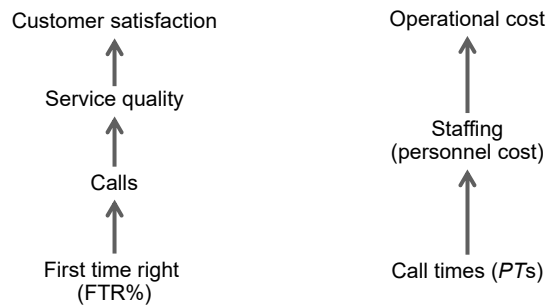 Customer satisfaction
Service quality
Calls
First time right
(FTR%)
Operational cost
Staffing
(personnel cost)
Call times (PTs)